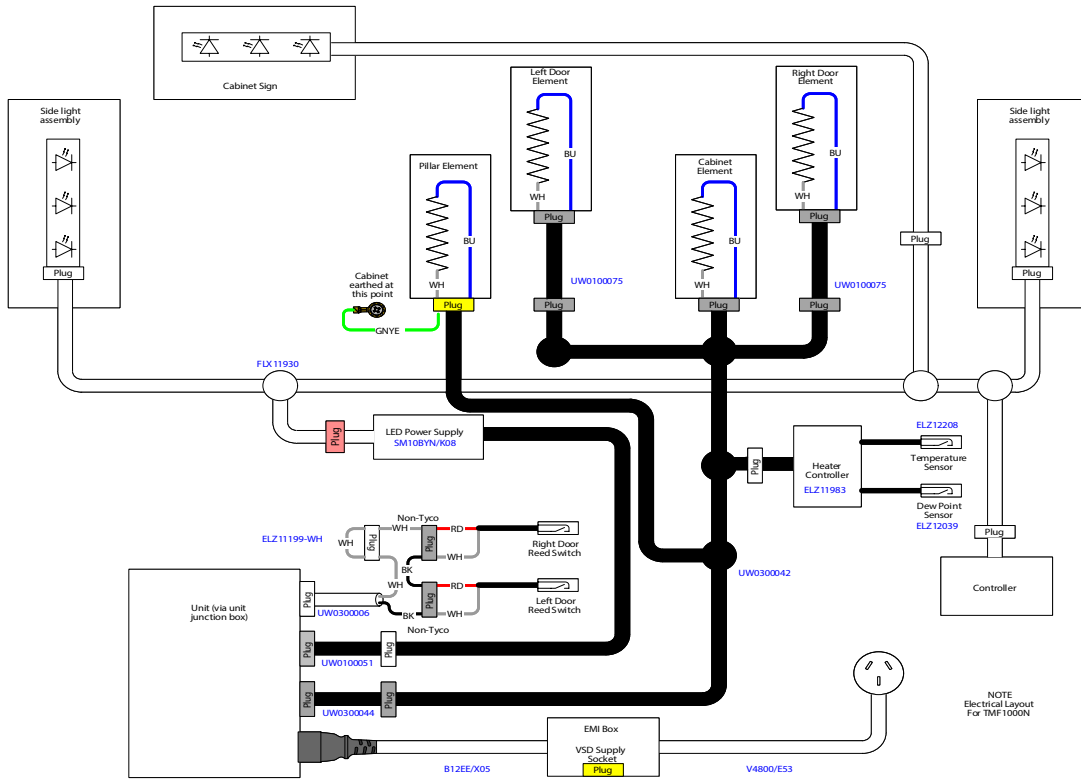 Cabinet Sign
Side light
assembly
Plug
Left Door
Element
WH
BU
Plug
Right Door
Element
WH
BU
Plug
Side light
assembly
Plug
Pillar Element
WH
BU
Plug
Cabinet
Element
WH
BU
Plug
Plug
Cabinet
earthed at
this point
GNYE
UW0100075
Plug
UW0100075
Plug
FLX11930
Plug
LED Power Supply
SM10BYN/K08
Plug
Heater
Controller
ELZ11983
ELZ12208
Temperature
Sensor
Dew Point
Sensor
ELZ12039
Plug
Controller
ELZ11199-WH
WH
Plug
WH
WH
Non-Tyco
Plug
RD
WH
Right Door
Reed Switch
BK
BK
Plug
RD
WH
Left Door
Reed Switch
Non-Tyco
UW0300042
Unit (via unit
junction box)
Plug
UW0300006
Plug
UW0100051
Plug
Plug
UW0300044
Plug
B12EE/X05
EMI Box
VSD Supply
Socket
Plug
V4800/E53
NOTE
Electrical Layout
For TMF1000N